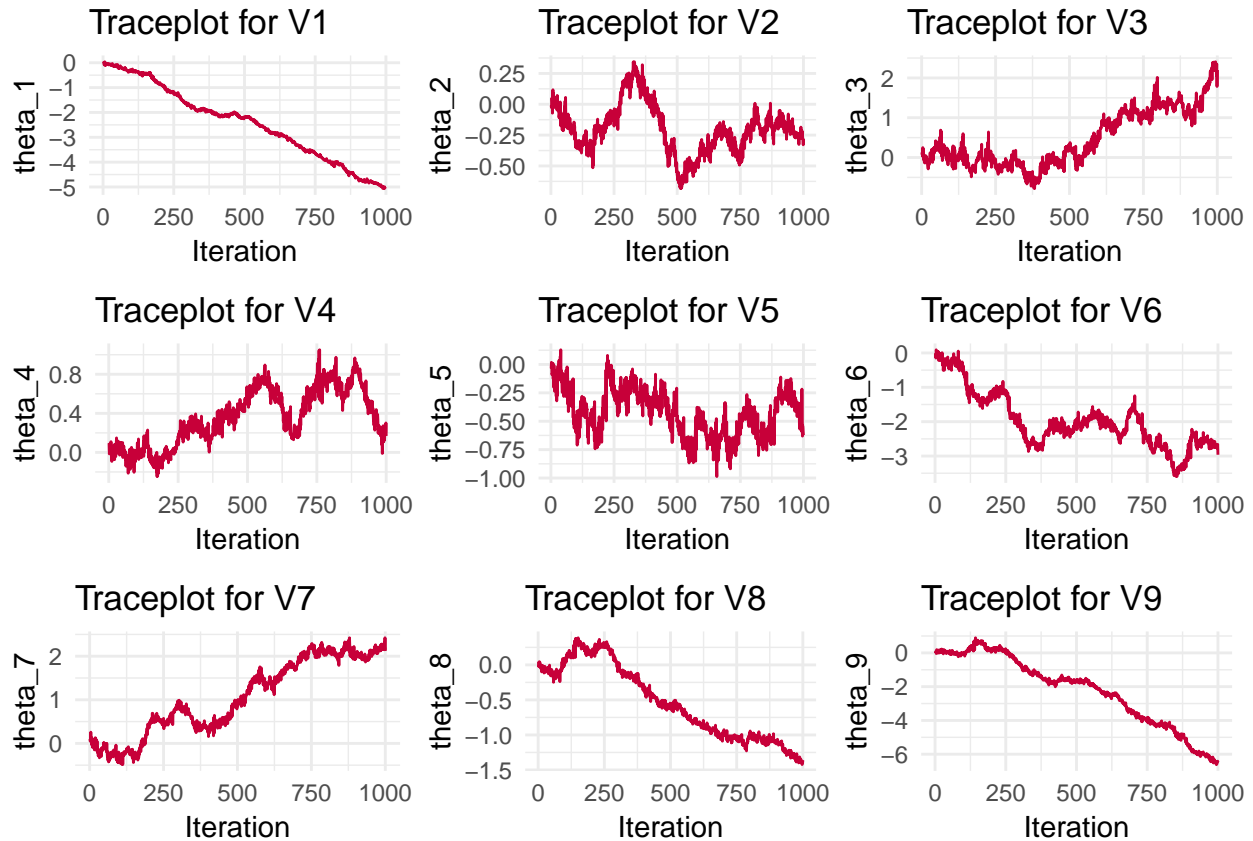 Traceplot for V1
theta_1
0
−1
−2
−3
−4
−5
0 250 500 750 1000
Iteration
Traceplot for V2
theta_2
0.25
0.00
−0.25
−0.50
0 250 500 750 1000
Iteration
Traceplot for V3
theta_3
2
1
0
0 250 500 750 1000
Iteration
Traceplot for V4
theta_4
0.8
0.4
0.0
0 250 500 750 1000
Iteration
Traceplot for V5
theta_5
0.00
−0.25
−0.50
−0.75
−1.00
0 250 500 750 1000
Iteration
Traceplot for V6
theta_6
0
−1
−2
−3
0 250 500 750 1000
Iteration
Traceplot for V7
theta_7
2
1
0
0 250 500 750 1000
Iteration
Traceplot for V8
theta_8
0.0
−0.5
−1.0
−1.5
0 250 500 750 1000
Iteration
Traceplot for V9
theta_9
0
−2
−4
−6
0 250 500 750 1000
Iteration